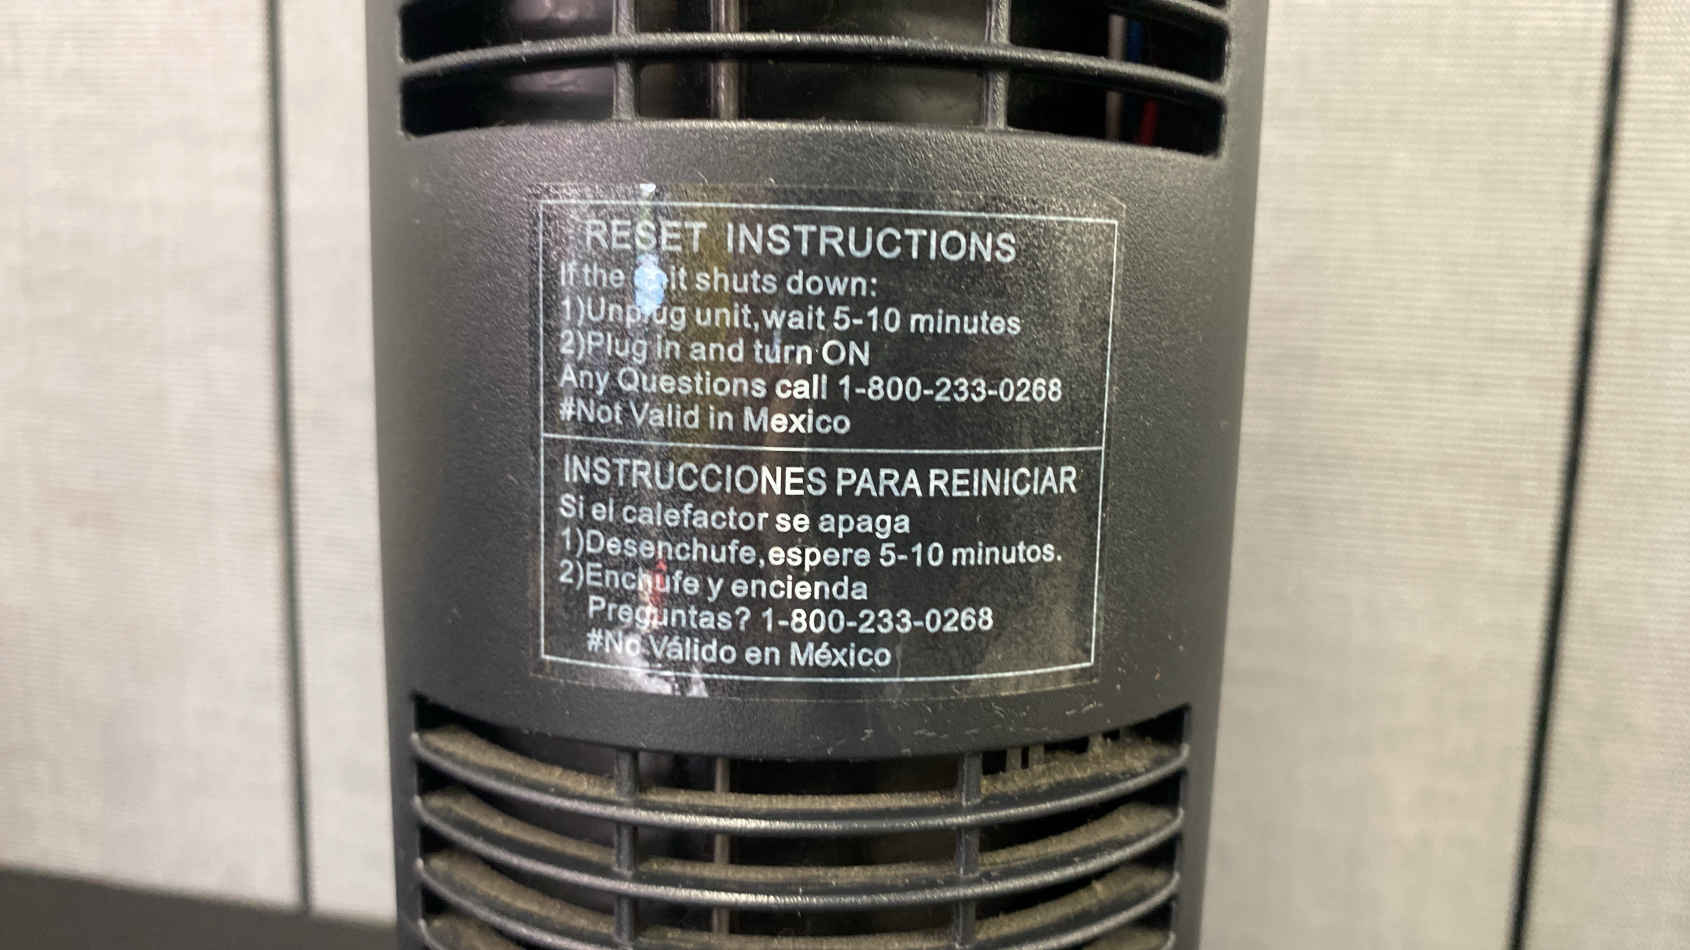 RESET INSTRUCTIONS
If the unit shuts down:
1)Unplug unit,wait 5-10 minutes
2)Plug in and turn ON
Any Questions call 1-800-233-0268
#Not Valid in Mexico
INSTRUCCIONES PARA REINICIAR
Si el calefactor se apaga
1)Desenchufe,espere 5-10 minutos.
2)Enchufe y encienda
Preguntas? 1-800-233-0268
#No Válido en México